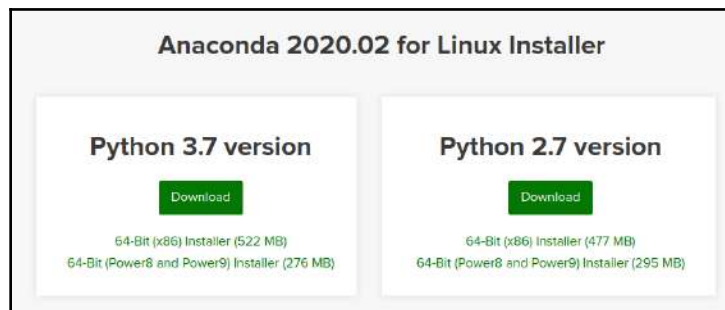 Anaconda 2020.02 for Linux Installer
Python 3.7 version
Download
64-Bit (x86) Installer (522 MB)
64-Bit (Power8 and Power9) Installer (276 MB)
Python 2.7 version
Download
64-Bit (x86) Installer (477 MB)
64-Bit (Power8 and Power9) Installer (295 MB)